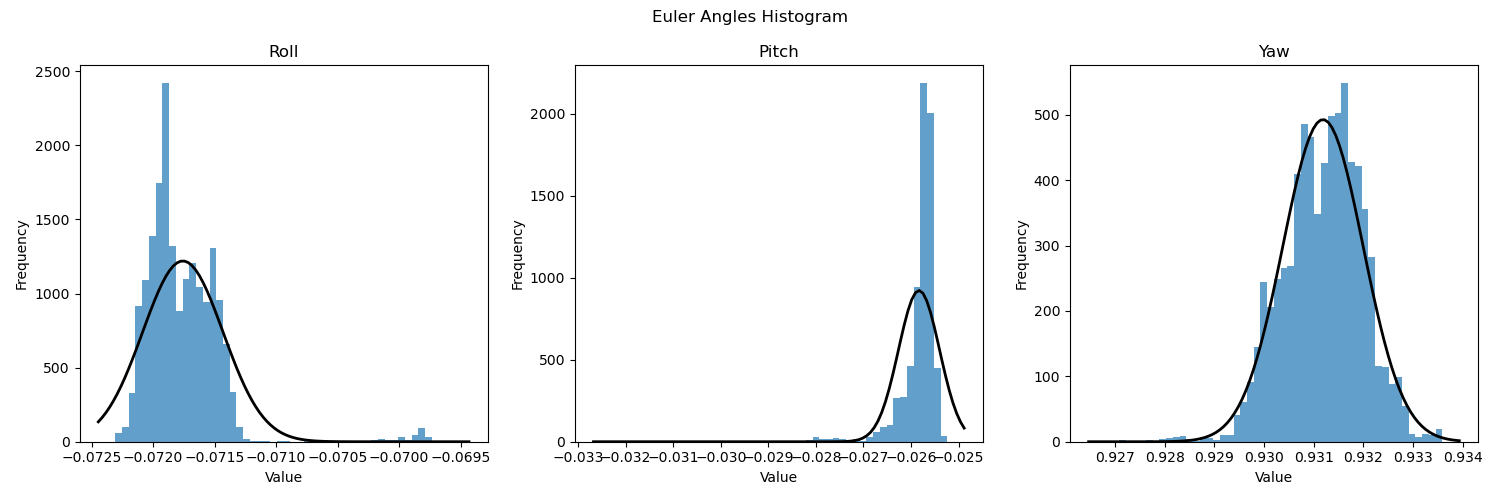 Euler Angles Histogram
Roll
Pitch
Yaw
2500
2000
1500
1000
500
0
Frequency
−0.0725 −0.0720 −0.0715 −0.0710 −0.0705 −0.0700 −0.0695
Value
2000
1500
1000
500
0
Frequency
−0.033 −0.032 −0.031 −0.030 −0.029 −0.028 −0.027 −0.026 −0.025
Value
500
400
300
200
100
0
Frequency
0.927 0.928 0.929 0.930 0.931 0.932 0.933 0.934
Value